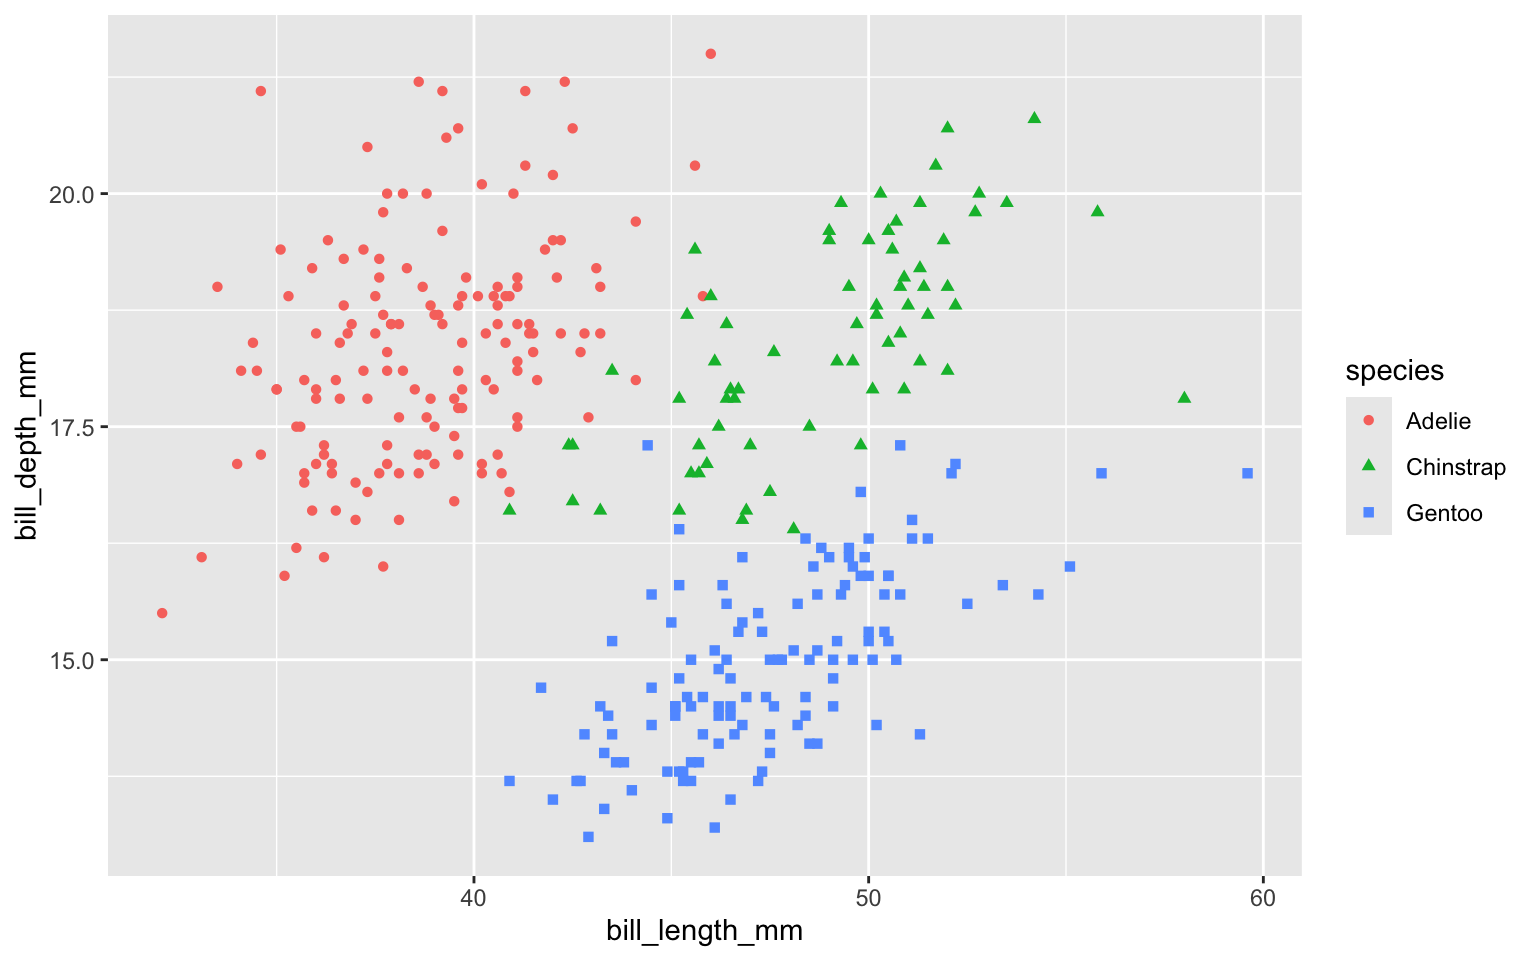 20.0
17.5
15.0
bill_depth_mm
40
50
60
bill_length_mm
species
Adelie
Chinstrap
Gentoo